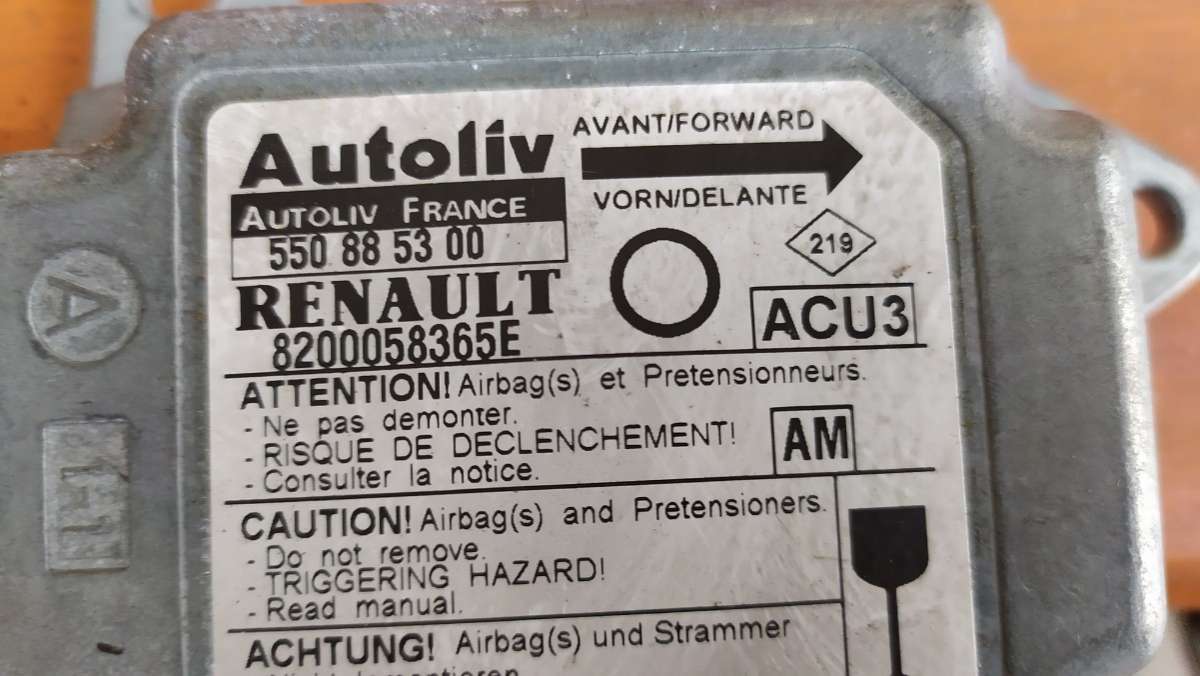 Autoliv
AUTOLIV FRANCE
550 88 53 00
RENAULT
8200058365E
AVANT/FORWARD
VORN/DELANTE
219
ACU3
ATTENTION! Airbag(s) et Pretensionneurs.
- Ne pas demonter.
- RISQUE DE DECLENCHEMENT!
- Consulter la notice.
AM
CAUTION! Airbag(s) and Pretensioners.
- Do not remove.
- TRIGGERING HAZARD!
- Read manual.
ACHTUNG! Airbag(s) und Strammer
A